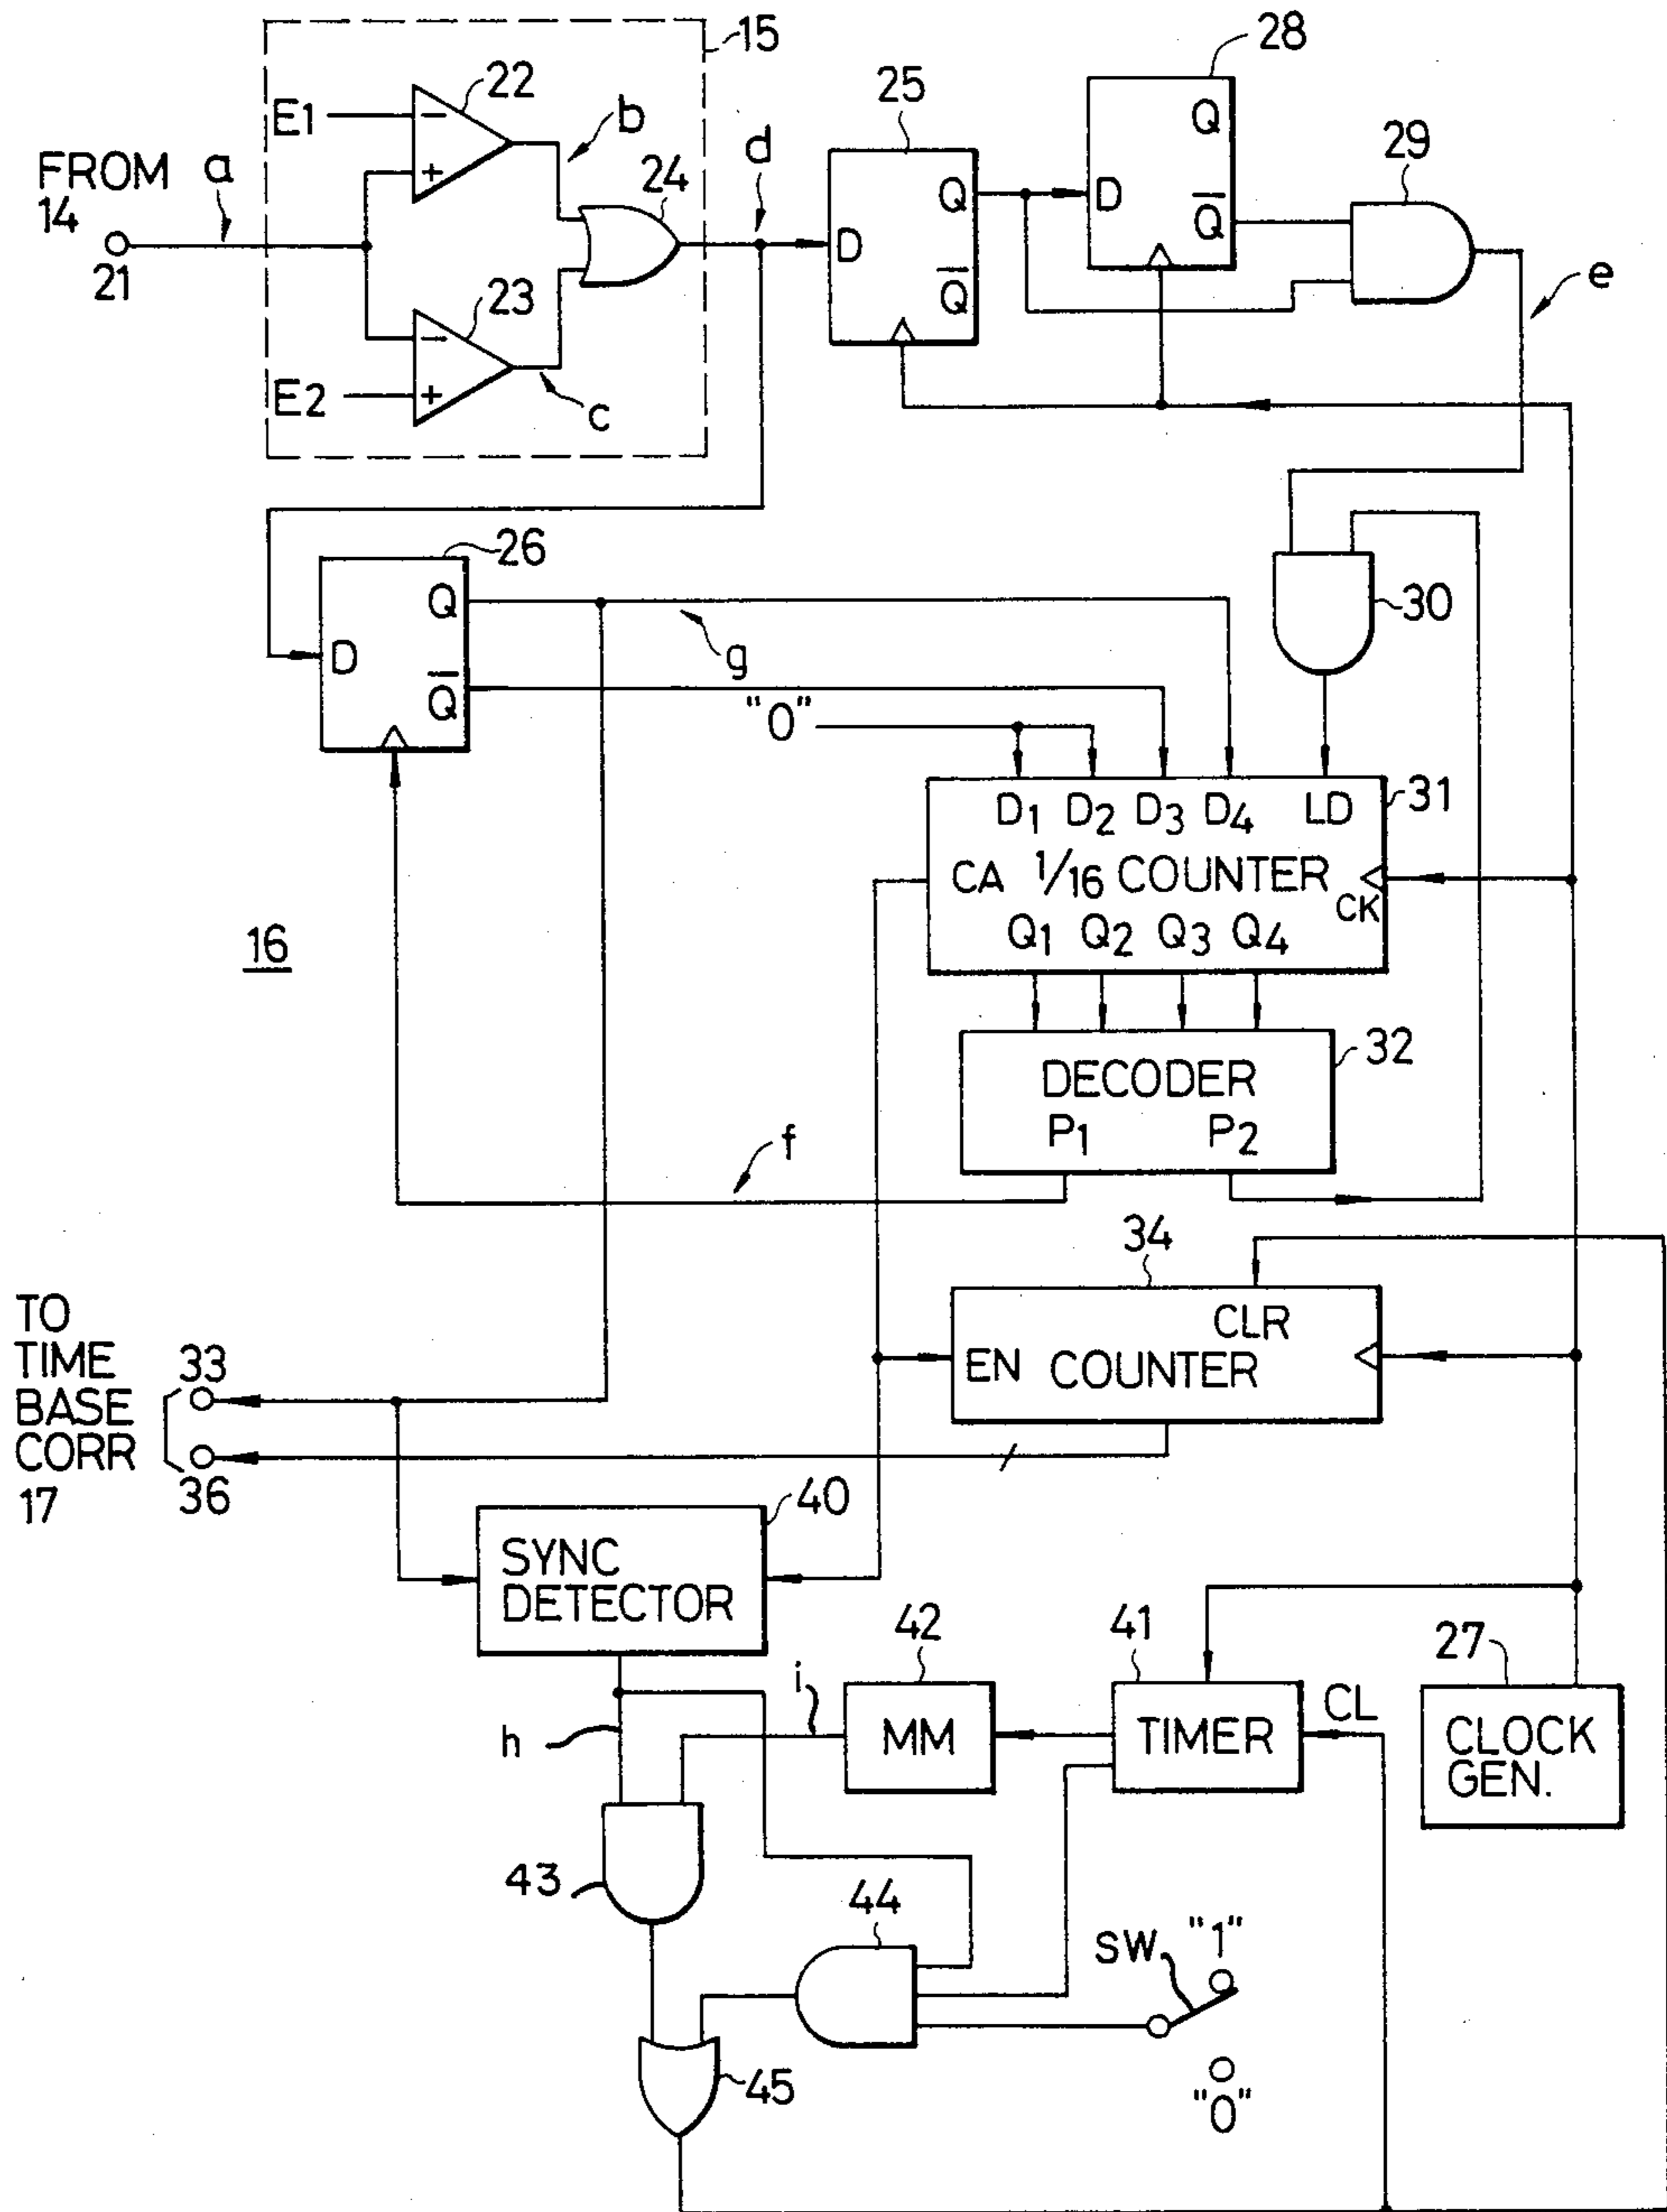 15
28
22
25
E1
−
b
29
FROM
14
a
+
24
d
Q
D
Q
D
Q̅
21
D
Q̅
e
23
−
E2
+
c
26
Q
30
D
g
Q̅
"0"
D1 D2 D3 D4 LD
31
CA 1/16 COUNTER
CK
Q1 Q2 Q3 Q4
16
32
DECODER
P1 P2
f
34
TO
TIME
BASE
CORR
17
33
36
CLR
EN COUNTER
40
SYNC
DETECTOR
42
41
27
i
CL
h
MM
TIMER
CLOCK
GEN.
43
44
SW
"1"
45
"0"